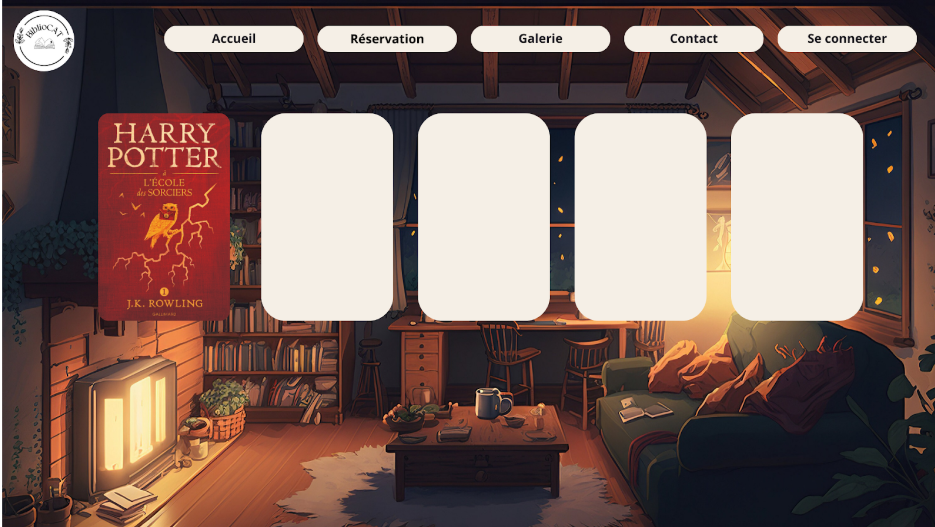 BiblioCAT
Accueil
Réservation
Galerie
Contact
Se connecter
HARRY
POTTER
à
L'ÉCOLE
des SORCIERS
1
J.K. ROWLING
GALLIMARD